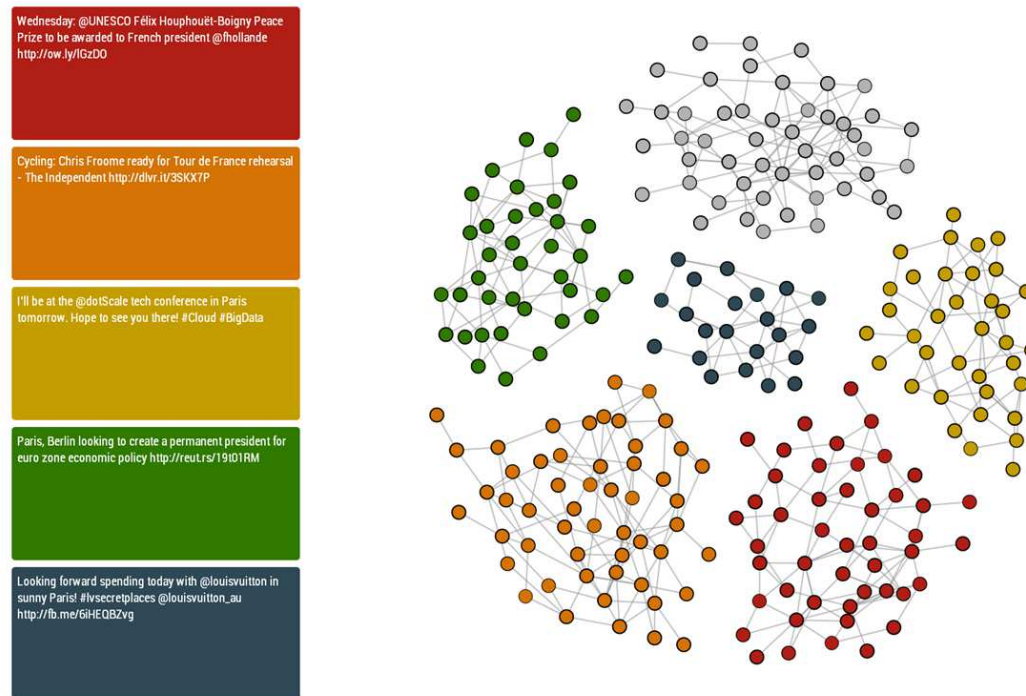 Wednesday: @UNESCO Félix Houphouët-Boigny Peace
Prize to be awarded to French president @fhollande
http://ow.ly/lGzDO
Cycling: Chris Froome ready for Tour de France rehearsal
- The Independent http://dlvr.it/3SKX7P
I'll be at the @dotScale tech conference in Paris
tomorrow. Hope to see you there! #Cloud #BigData
Paris, Berlin looking to create a permanent president for
euro zone economic policy http://reut.rs/19t01RM
Looking forward spending today with @louisvuitton in
sunny Paris! #lvsecretplaces @louisvuitton_au
http://fb.me/6iHEQBZvg